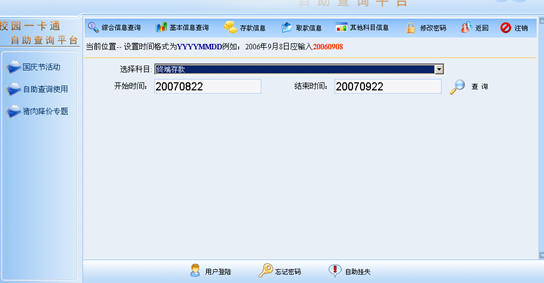 自助查询平台
校园一卡通
自助查询平台
综合信息查询 基本信息查询 存款信息 取款信息 其他科目信息 修改密码 返回 注销
当前位置-- 设置时间格式为YYYYMMDD例如：2006年9月8日应输入20060908
国庆节活动
自助查询使用
猪肉降价专题
选择科目: 终端存款
开始时间: 20070822 结束时间: 20070922 查 询
用户登陆 忘记密码 自助挂失